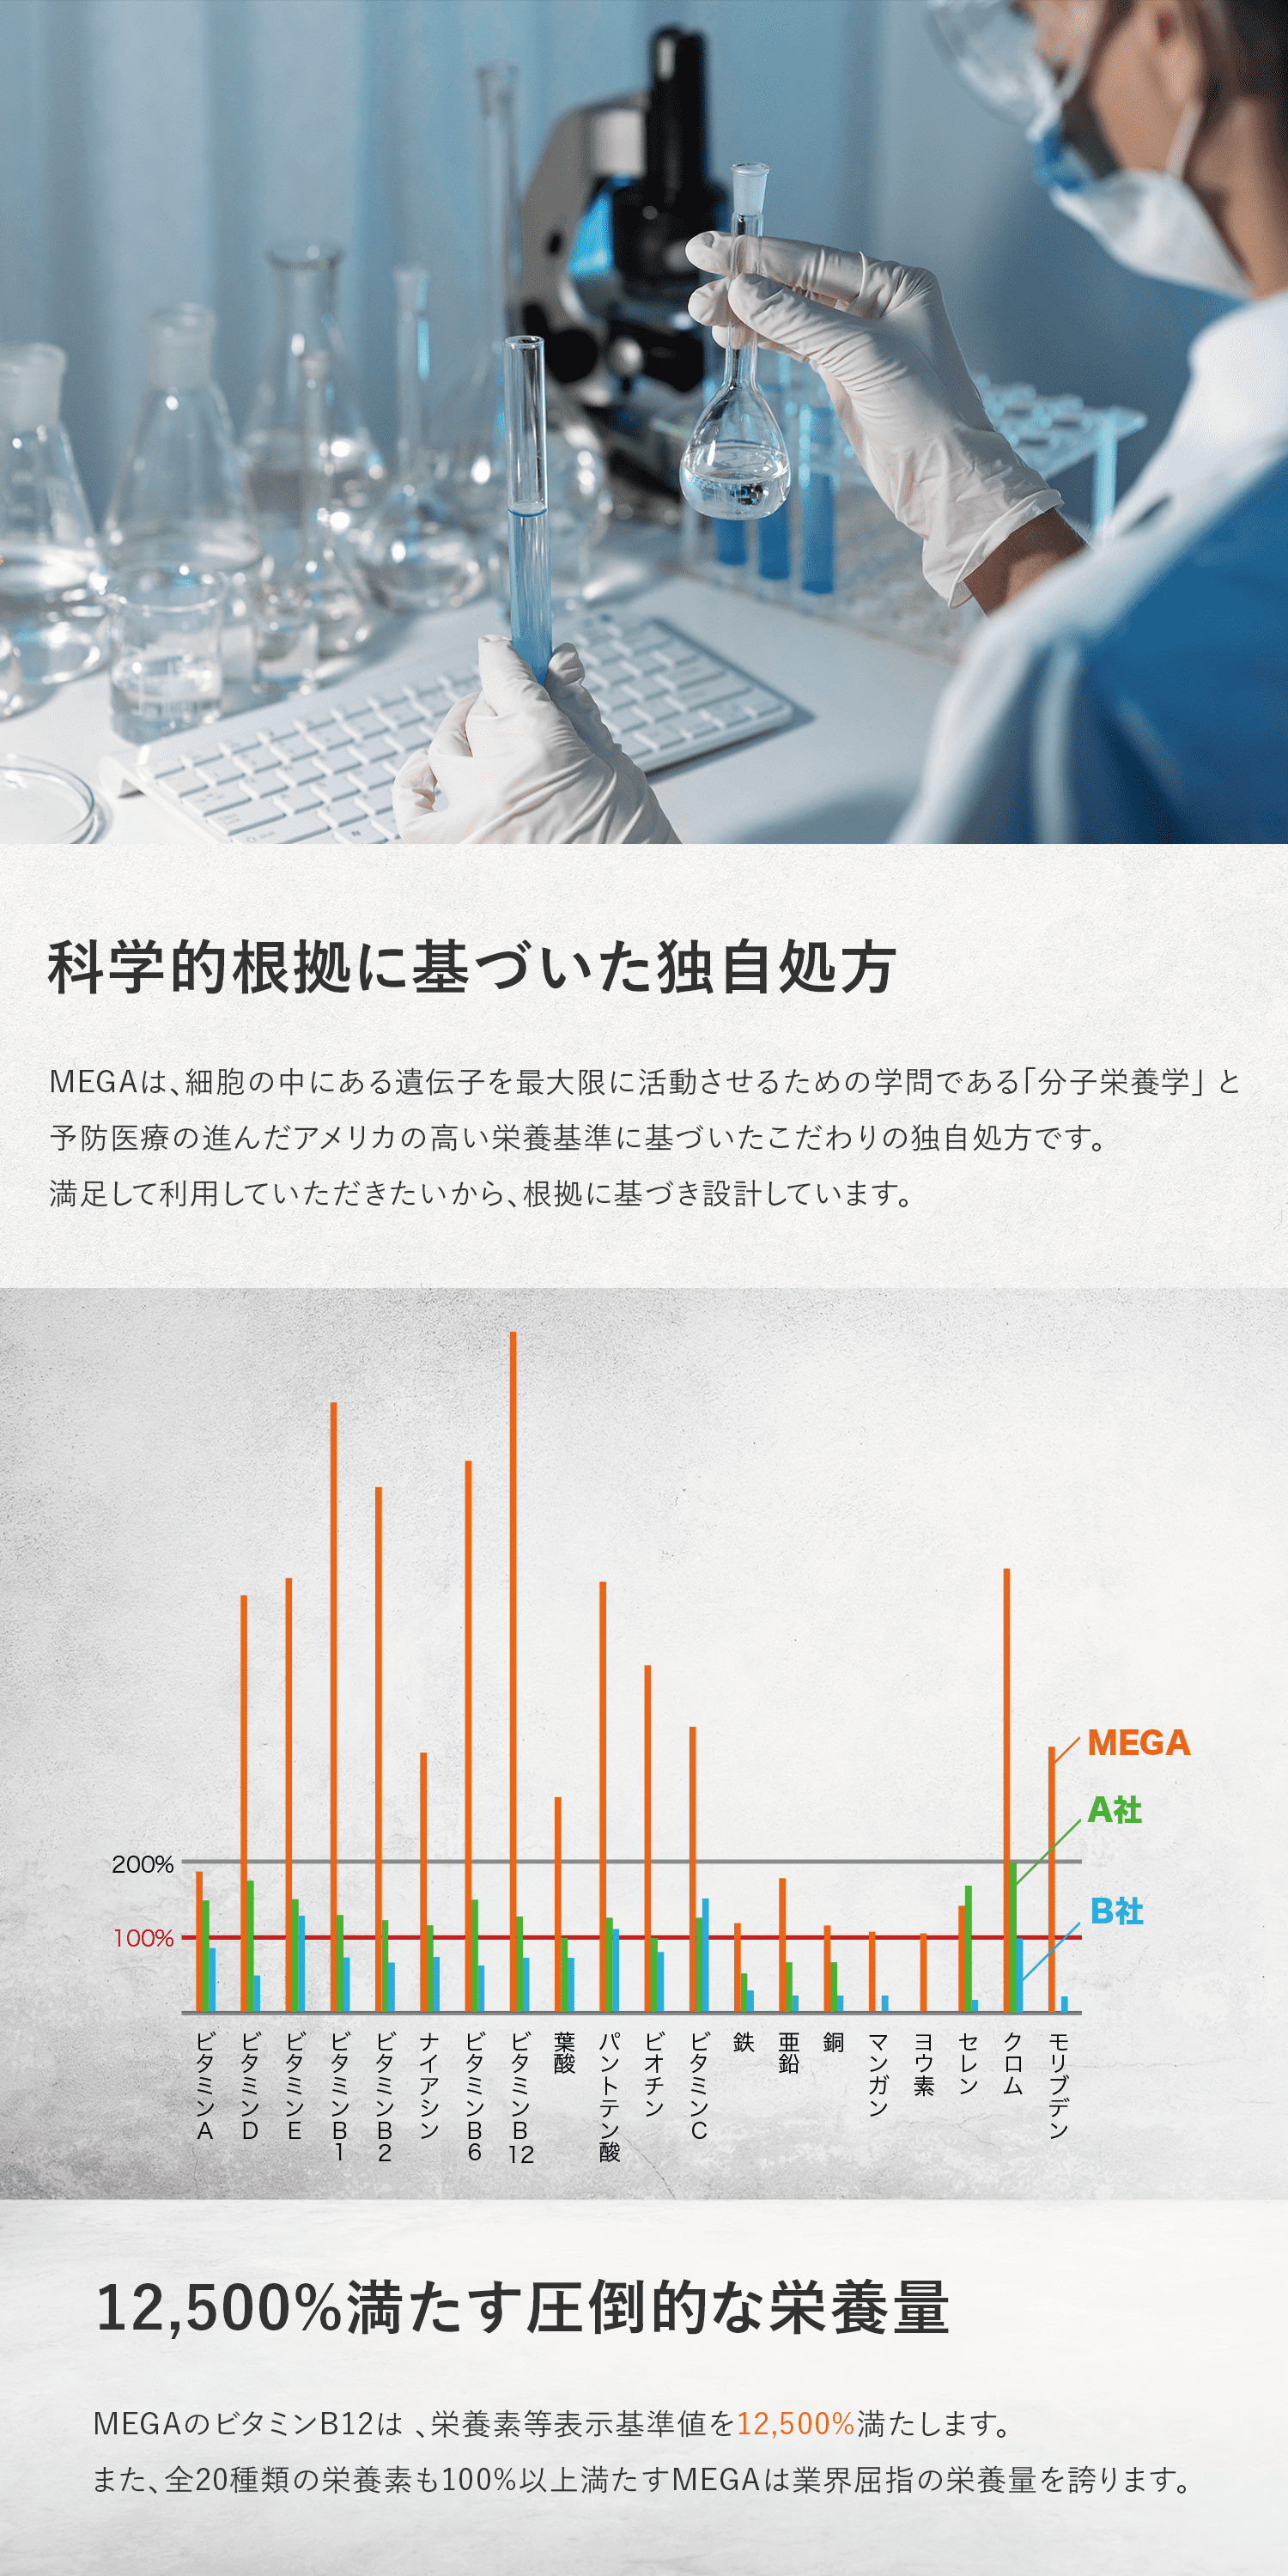 科学的根拠に基づいた独自処方
MEGAは、細胞の中にある遺伝子を最大限に活動させるための学問である「分子栄養学」と
予防医療の進んだアメリカの高い栄養基準に基づいたこだわりの独自処方です。
満足して利用していただきたいから、根拠に基づき設計しています。
MEGA
A社
200%
B社
100%
ビタミンA
ビタミンD
ビタミンE
ビタミンB1
ビタミンB2
ナイアシン
ビタミンB6
ビタミンB12
葉酸
パントテン酸
ビオチン
ビタミンC
鉄
亜鉛
銅
マンガン
ヨウ素
セレン
クロム
モリブデン
12,500%満たす圧倒的な栄養量
MEGAのビタミンB12は、栄養素等表示基準値を12,500%満たします。
また、全20種類の栄養素も100%以上満たすMEGAは業界屈指の栄養量を誇ります。